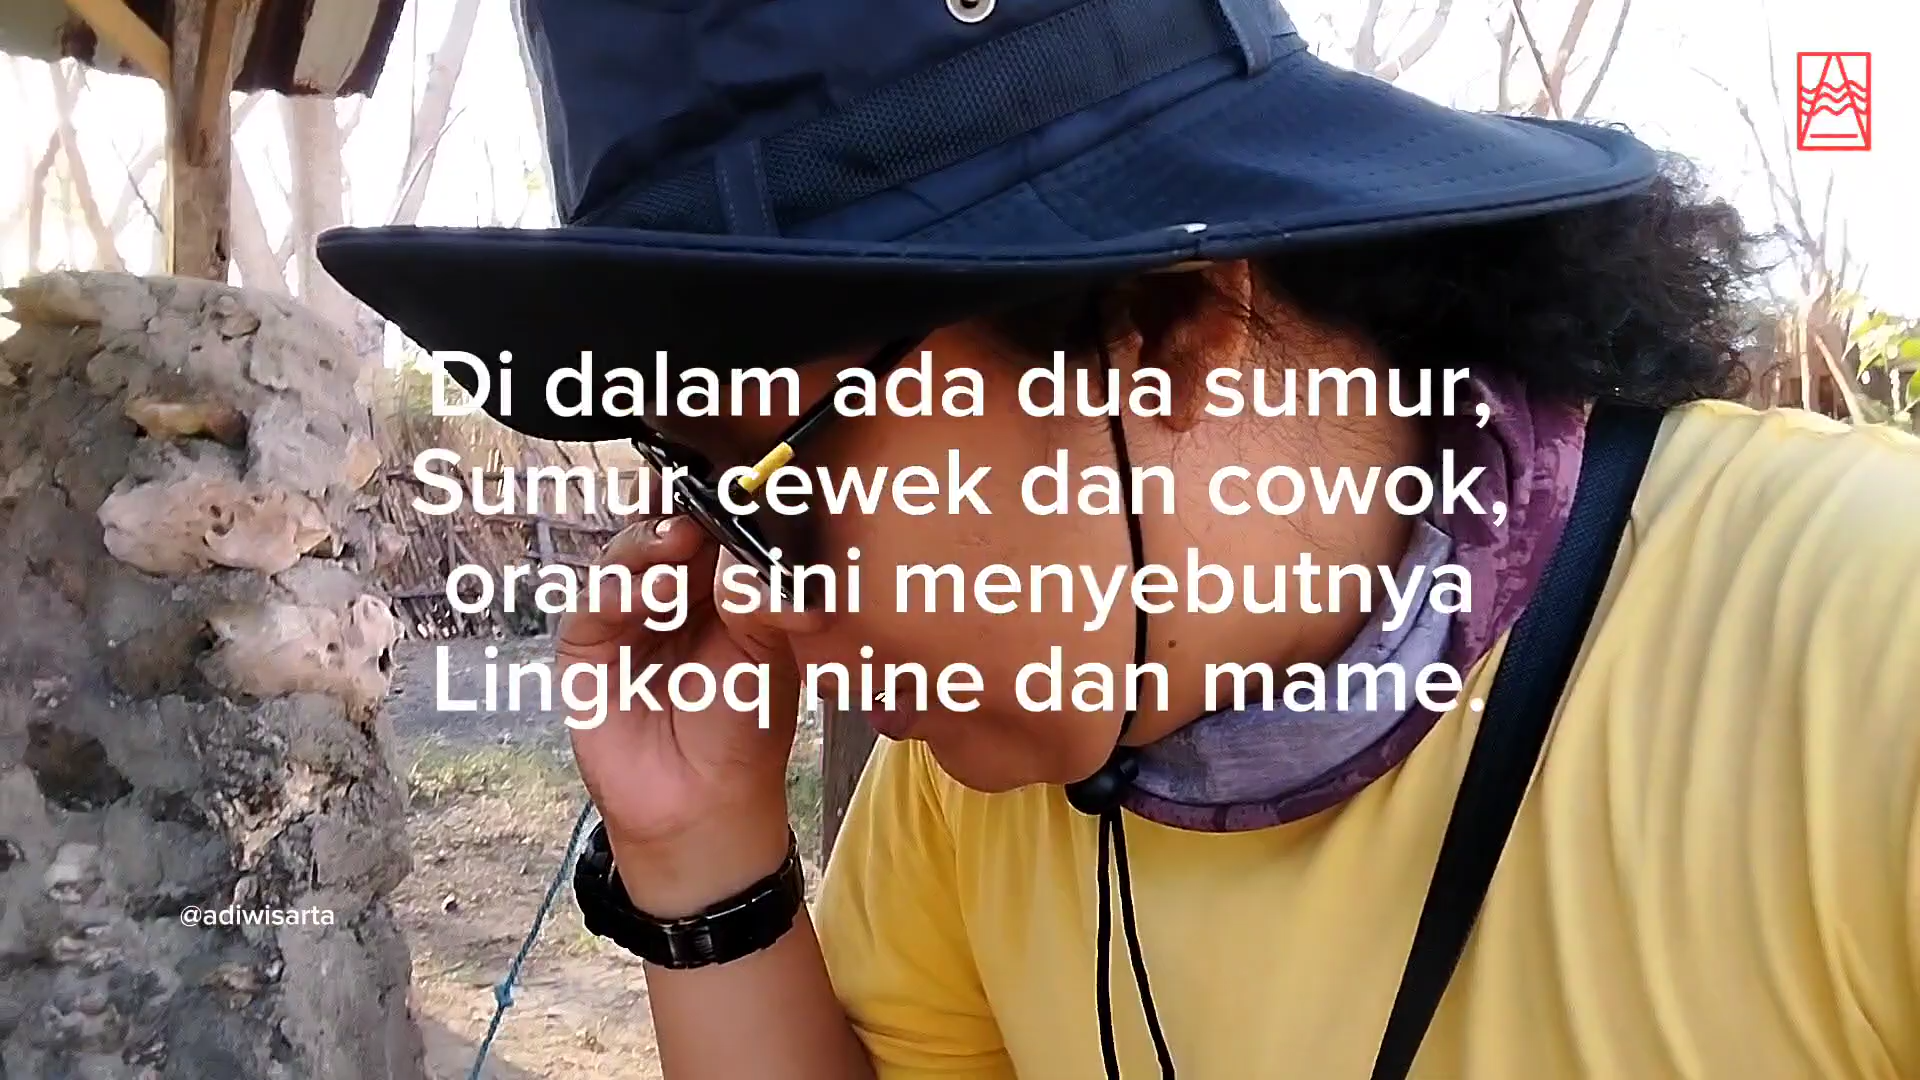 Di dalam ada dua sumur,
Sumur cewek dan cowok,
orang sini menyebutnya
Lingkoq nine dan mame.
@adiwisarta